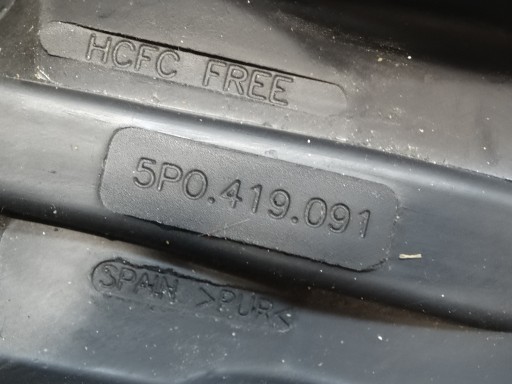 HCFC FREE
5P0.419.091
SPAIN >PUR<